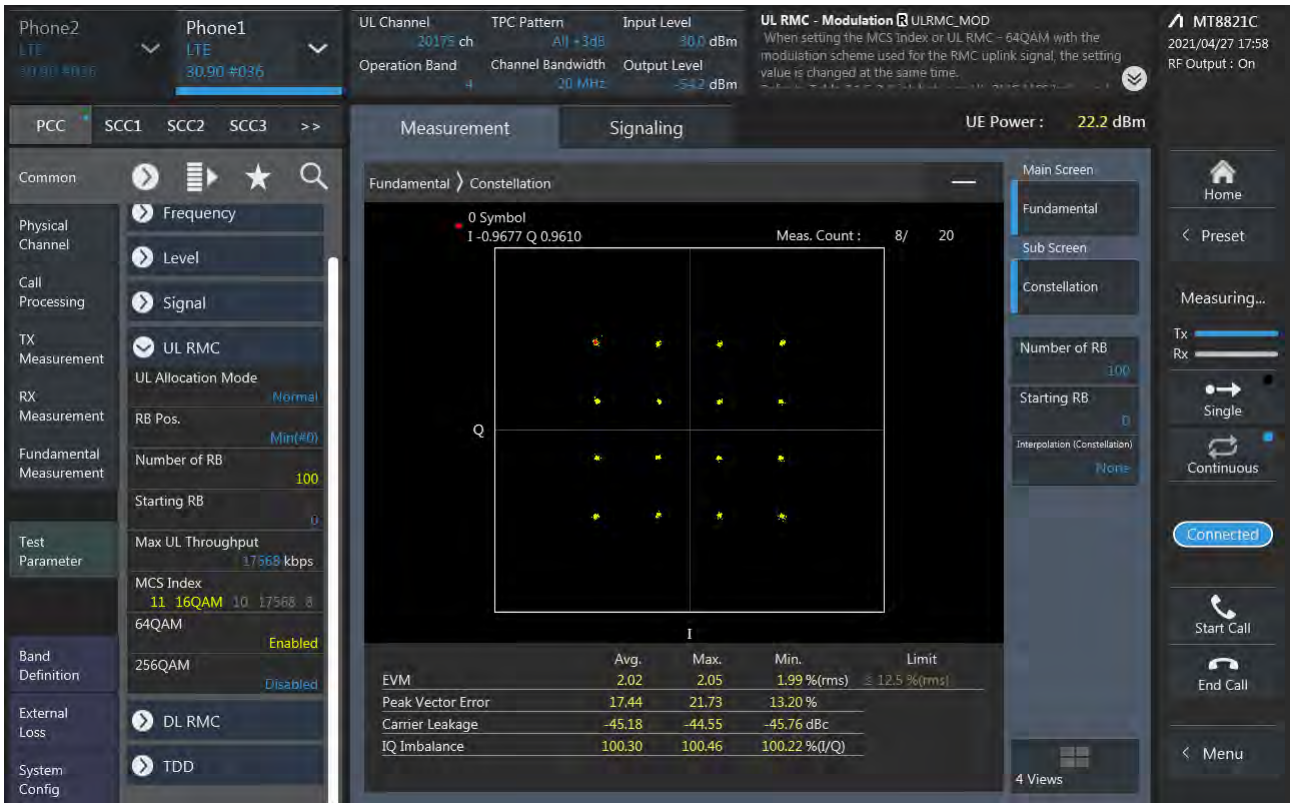 Phone2
LTE
30.90 #036
Phone1
LTE
30.90 #036
UL Channel
20175 ch
Operation Band
4
TPC Pattern
All +3dB
Channel Bandwidth
20 MHz
Input Level
30.0 dBm
Output Level
-54.2 dBm
UL RMC - Modulation R ULRMC_MOD
When setting the MCS Index or UL RMC – 64QAM with the
modulation scheme used for the RMC uplink signal, the setting
value is changed at the same time.
MT8821C
2021/04/27 17:58
RF Output : On
PCC SCC1 SCC2 SCC3 >>
Measurement
Signaling
UE Power : 22.2 dBm
Common
Physical
Channel
Call
Processing
TX
Measurement
RX
Measurement
Fundamental
Measurement
Test
Parameter
Band
Definition
External
Loss
System
Config
Frequency
Level
Signal
UL RMC
UL Allocation Mode
Normal
RB Pos.
Min(#0)
Number of RB
100
Starting RB
0
Max UL Throughput
17568 kbps
MCS Index
11 16QAM 10 17568 8
64QAM
Enabled
256QAM
Disabled
DL RMC
TDD
Fundamental Constellation
0 Symbol
I -0.9677 Q 0.9610
Meas. Count : 8/ 20
Q
I
Avg. Max. Min. Limit
EVM 2.02 2.05 1.99 %(rms) ≤ 12.5 %(rms)
Peak Vector Error 17.44 21.73 13.20 %
Carrier Leakage -45.18 -44.55 -45.76 dBc
IQ Imbalance 100.30 100.46 100.22 %(I/Q)
Main Screen
Fundamental
Sub Screen
Constellation
Number of RB
100
Starting RB
0
Interpolation (Constellation)
None
4 Views
Home
< Preset
Measuring...
Tx
Rx
Single
Continuous
Connected
Start Call
End Call
< Menu